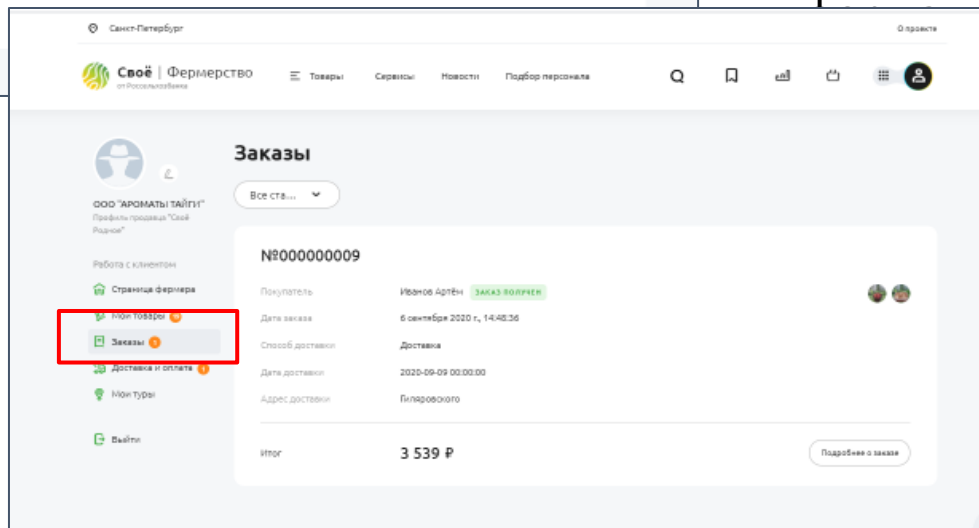 Санкт-Петербург
О проекте
Своё | Фермерство
от Россельхозбанка
Товары Сервисы Новости Подбор персонала
Заказы
Все ста...
ООО "АРОМАТЫ ТАЙГИ"
Профиль продавца "Своё
Родное"
Работа с клиентом
Страница фермера
Мои товары
Заказы 1
Доставка и оплата 1
Мои туры
Выйти
№000000009
Покупатель Иванов Артём ЗАКАЗ ПОЛУЧЕН
Дата заказа 6 сентября 2020 г., 14:48:36
Способ доставки Доставка
Дата доставки 2020-09-09 00:00:00
Адрес доставки Гиляровского
Итог 3 539 ₽
Подробнее о заказе